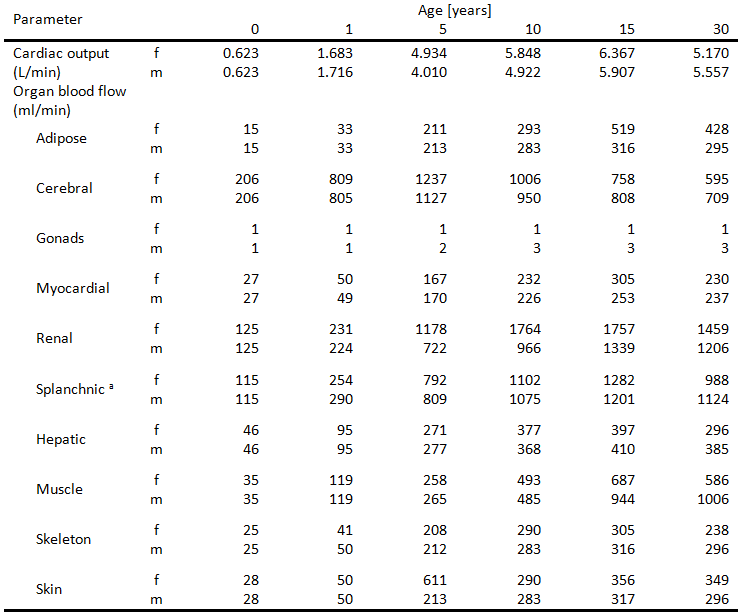 Parameter Age [years]
0 1 5 10 15 30
Cardiac output f 0.623 1.683 4.934 5.848 6.367 5.170
(L/min) m 0.623 1.716 4.010 4.922 5.907 5.557
Organ blood flow
(ml/min)
Adipose f 15 33 211 293 519 428
m 15 33 213 283 316 295
Cerebral f 206 809 1237 1006 758 595
m 206 805 1127 950 808 709
Gonads f 1 1 1 1 1 1
m 1 1 2 3 3 3
Myocardial f 27 50 167 232 305 230
m 27 49 170 226 253 237
Renal f 125 231 1178 1764 1757 1459
m 125 224 722 966 1339 1206
Splanchnic ª f 115 254 792 1102 1282 988
m 115 290 809 1075 1201 1124
Hepatic f 46 95 271 377 397 296
m 46 95 277 368 410 385
Muscle f 35 119 258 493 687 586
m 35 119 265 485 944 1006
Skeleton f 25 41 208 290 305 238
m 25 50 212 283 316 296
Skin f 28 50 611 290 356 349
m 28 50 213 283 317 296